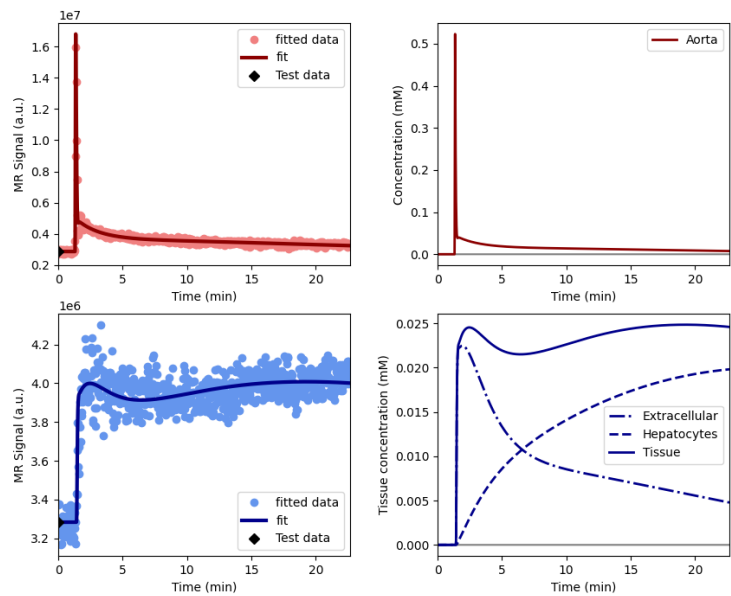 1e7
1.6
1.4
1.2
1.0
0.8
0.6
0.4
0.2
MR Signal (a.u.)
0 5 10 15 20
Time (min)
fitted data
fit
Test data
0.5
0.4
0.3
0.2
0.1
0.0
Concentration (mM)
0 5 10 15 20
Time (min)
Aorta
1e6
4.2
4.0
3.8
3.6
3.4
3.2
MR Signal (a.u.)
0 5 10 15 20
Time (min)
fitted data
fit
Test data
0.025
0.020
0.015
0.010
0.005
0.000
Tissue concentration (mM)
0 5 10 15 20
Time (min)
Extracellular
Hepatocytes
Tissue